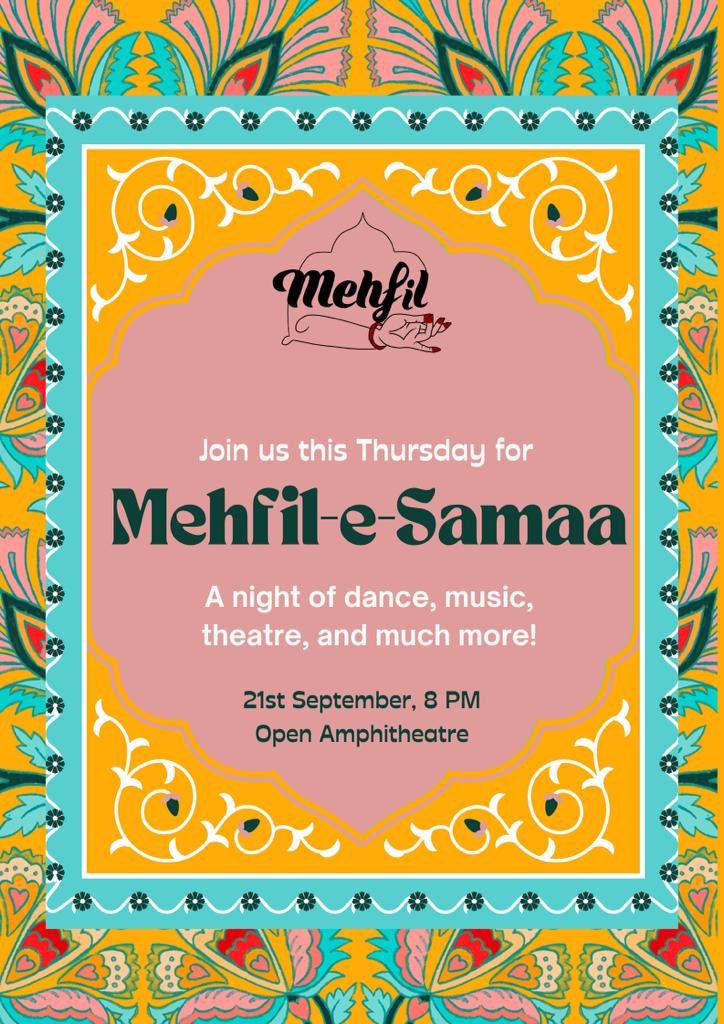 Mehfil
Join us this Thursday for
Mehfil-e-Samaa
A night of dance, music,
theatre, and much more!
21st September, 8 PM
Open Amphitheatre